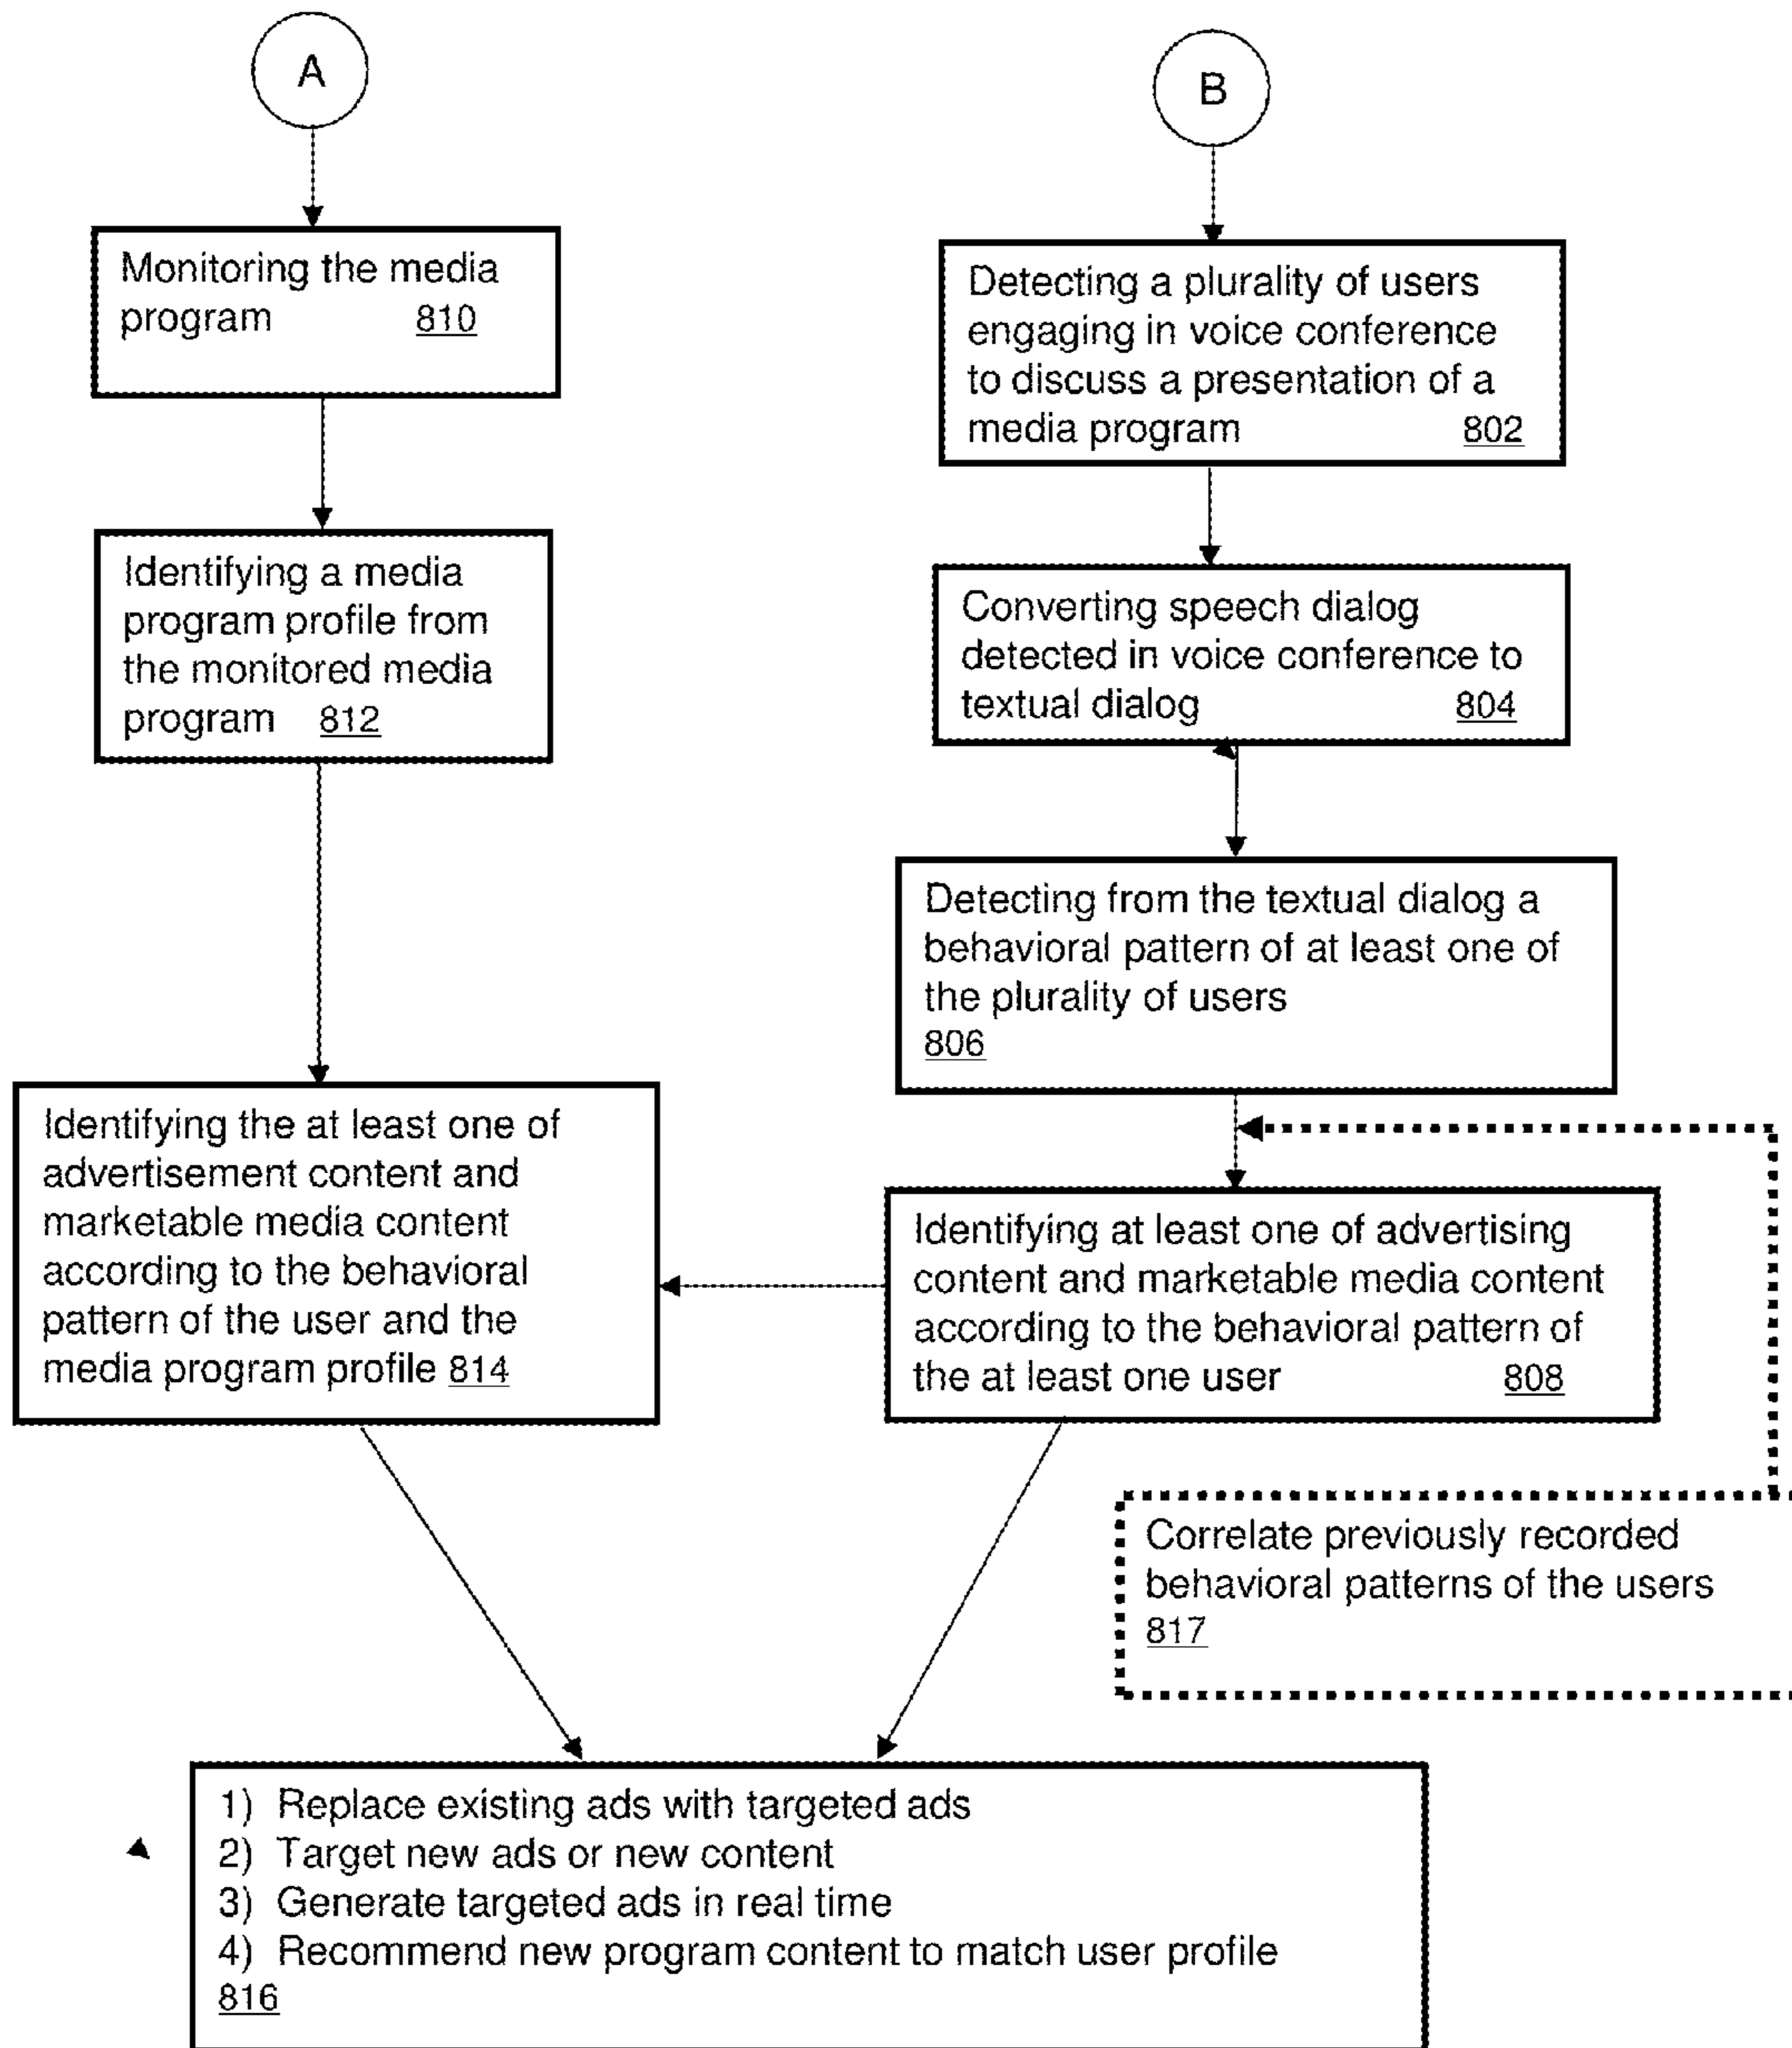 A
Monitoring the media
program 810
Identifying a media
program profile from
the monitored media
program 812
Identifying the at least one of
advertisement content and
marketable media content
according to the behavioral
pattern of the user and the
media program profile 814
B
Detecting a plurality of users
engaging in voice conference
to discuss a presentation of a
media program 802
Converting speech dialog
detected in voice conference to
textual dialog 804
Detecting from the textual dialog a
behavioral pattern of at least one of
the plurality of users
806
Identifying at least one of advertising
content and marketable media content
according to the behavioral pattern of
the at least one user 808
Correlate previously recorded
behavioral patterns of the users
817
1) Replace existing ads with targeted ads
2) Target new ads or new content
3) Generate targeted ads in real time
4) Recommend new program content to match user profile
816